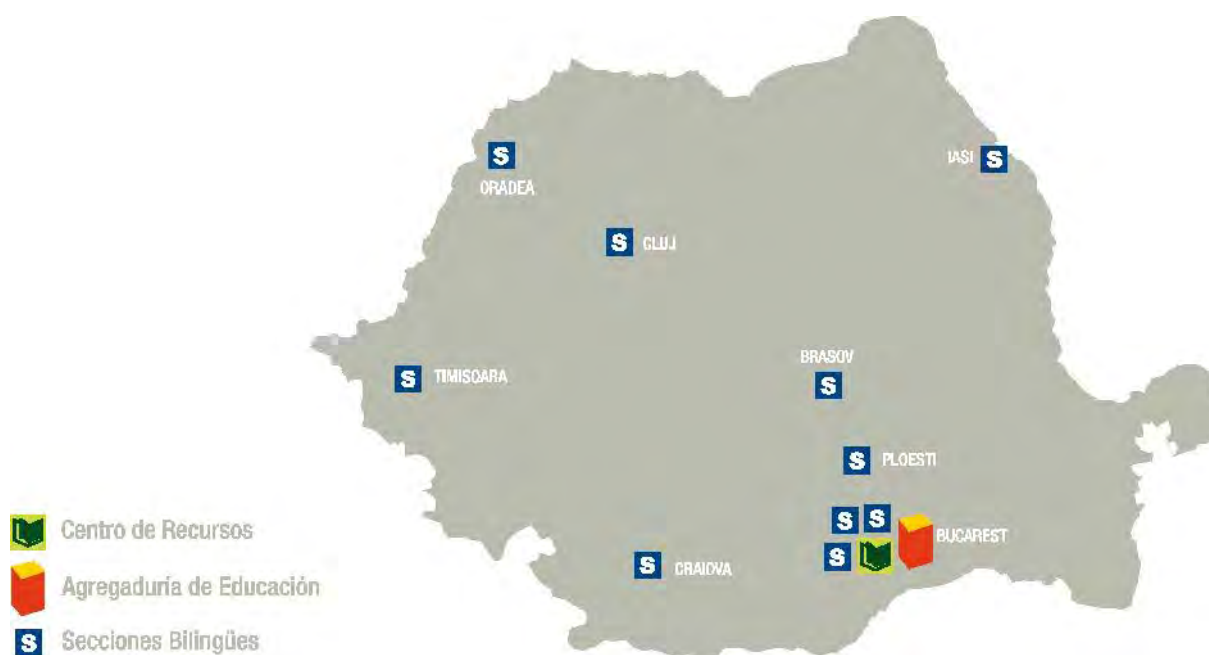 IASI
S
S
ORADEA
S
CLUJ
BRASOV
S
TIMISOARA
S
S
PLOESTI
S
S
BUCAREST
S
S
CRAIOVA
Centro de Recursos
Agregaduría de Educación
S
Secciones Bilingües